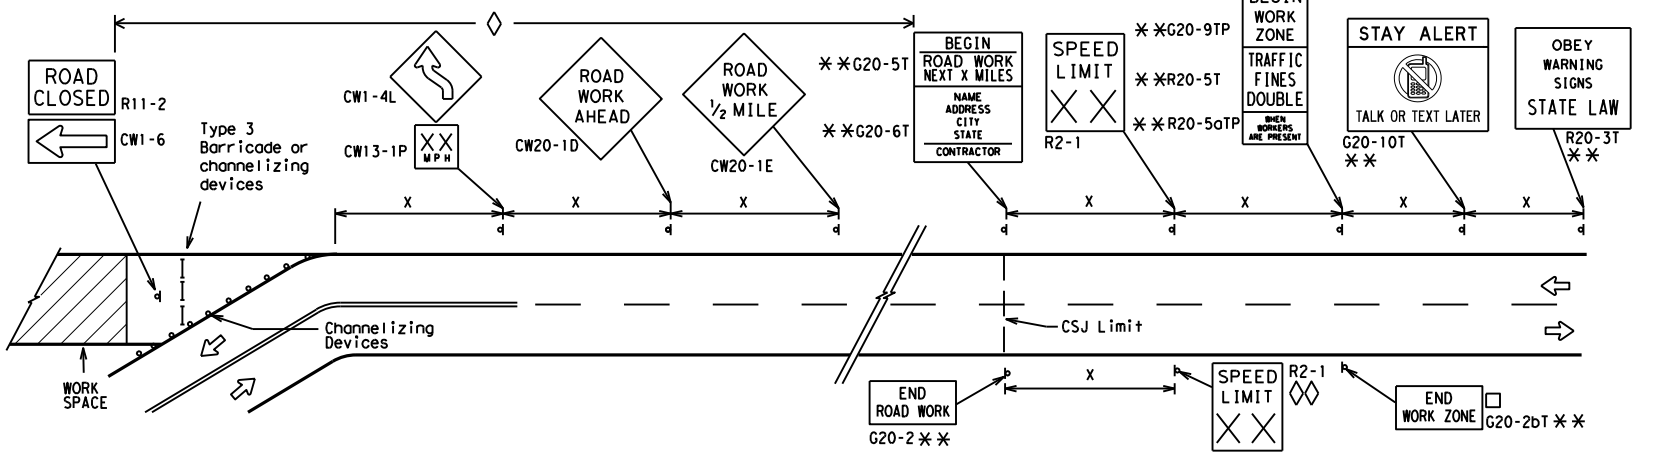 ROAD
CLOSED
R11-2
CW1-6
Type 3
Barricade or
channelizing
devices
CW1-4L
CW13-1P
X X
MPH
ROAD
WORK
AHEAD
CW20-1D
ROAD
WORK
1/2 MILE
CW20-1E
**G20-5T
**G20-6T
BEGIN
ROAD WORK
NEXT X MILES
NAME
ADDRESS
CITY
STATE
CONTRACTOR
SPEED
LIMIT
X X
R2-1
**G20-9TP
**R20-5T
**R20-5aTP
BEGIN
WORK
ZONE
TRAFFIC
FINES
DOUBLE
WHEN
WORKERS
ARE PRESENT
STAY ALERT
TALK OR TEXT LATER
G20-10T
**
OBEY
WARNING
SIGNS
STATE LAW
R20-3T
**
X
X
X
X
X
X
X
Channelizing
Devices
CSJ Limit
WORK
SPACE
END
ROAD WORK
G20-2**
X
SPEED
LIMIT
X X
R2-1
END
WORK ZONE
G20-2bT**